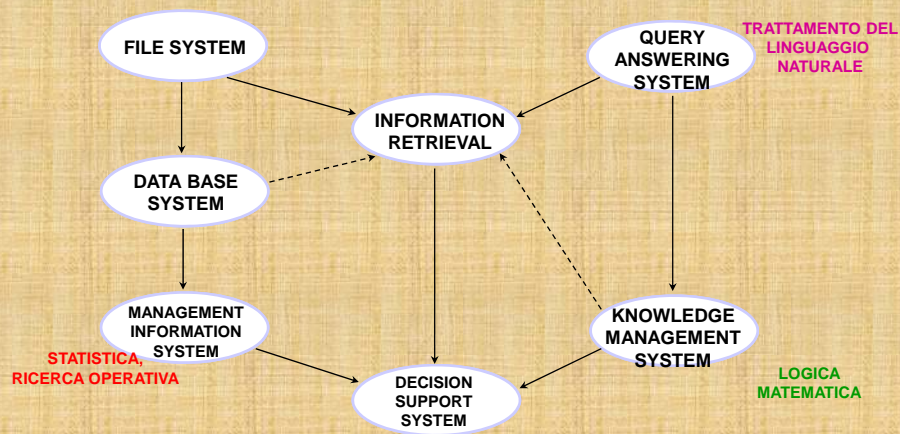 FILE SYSTEM
QUERY
ANSWERING
SYSTEM
TRATTAMENTO DEL
LINGUAGGIO
NATURALE
INFORMATION
RETRIEVAL
DATA BASE
SYSTEM
MANAGEMENT
INFORMATION
SYSTEM
STATISTICA,
RICERCA OPERATIVA
KNOWLEDGE
MANAGEMENT
SYSTEM
DECISION
SUPPORT
SYSTEM
LOGICA
MATEMATICA